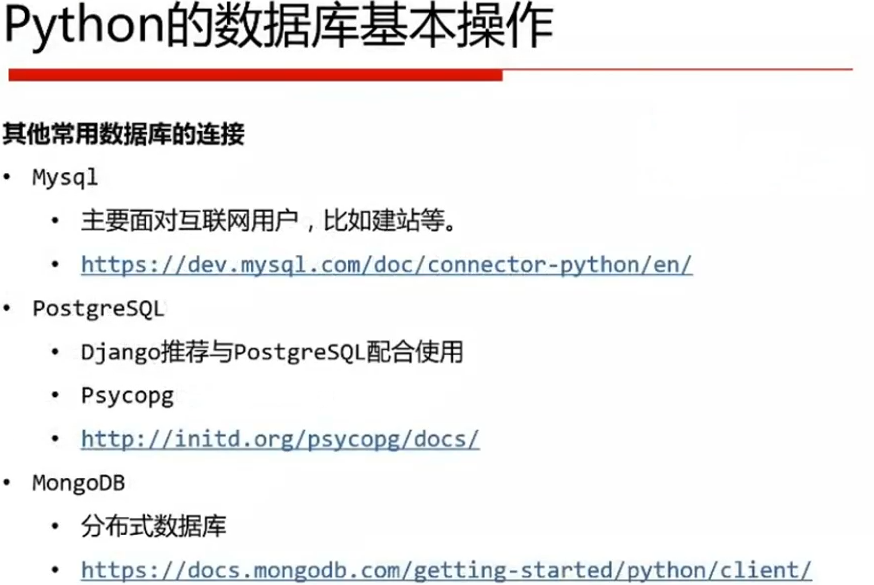 Python的数据库基本操作
其他常用数据库的连接
• Mysql
• 主要面对互联网用户，比如建站等。
• https://dev.mysql.com/doc/connector-python/en/
• PostgreSQL
• Django推荐与PostgreSQL配合使用
• Psycopg
• http://initd.org/psycopg/docs/
• MongoDB
• 分布式数据库
• https://docs.mongodb.com/getting-started/python/client/